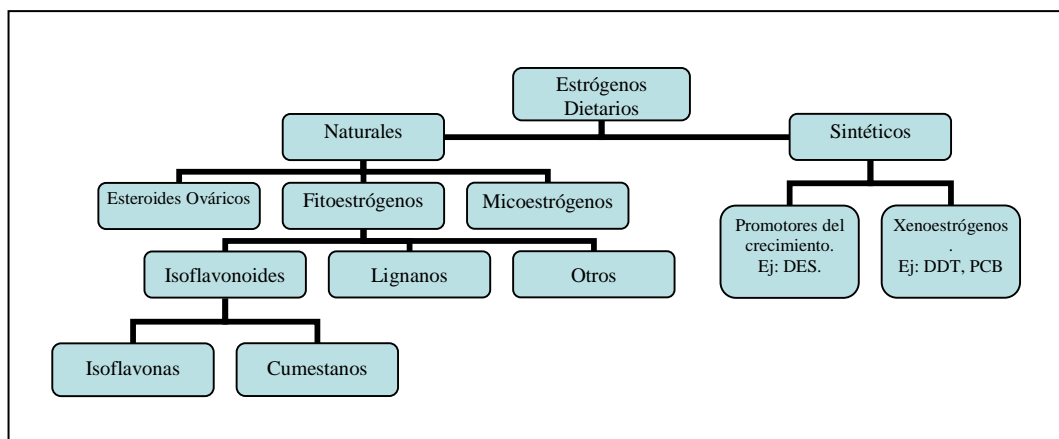 Estrógenos
Dietarios
Naturales
Sintéticos
Esteroides Ováricos
Fitoestrógenos
Micoestrógenos
Promotores del
crecimiento.
Ej: DES.
Xenoestrógenos
.
Ej: DDT, PCB
Isoflavonoides
Lignanos
Otros
Isoflavonas
Cumestanos